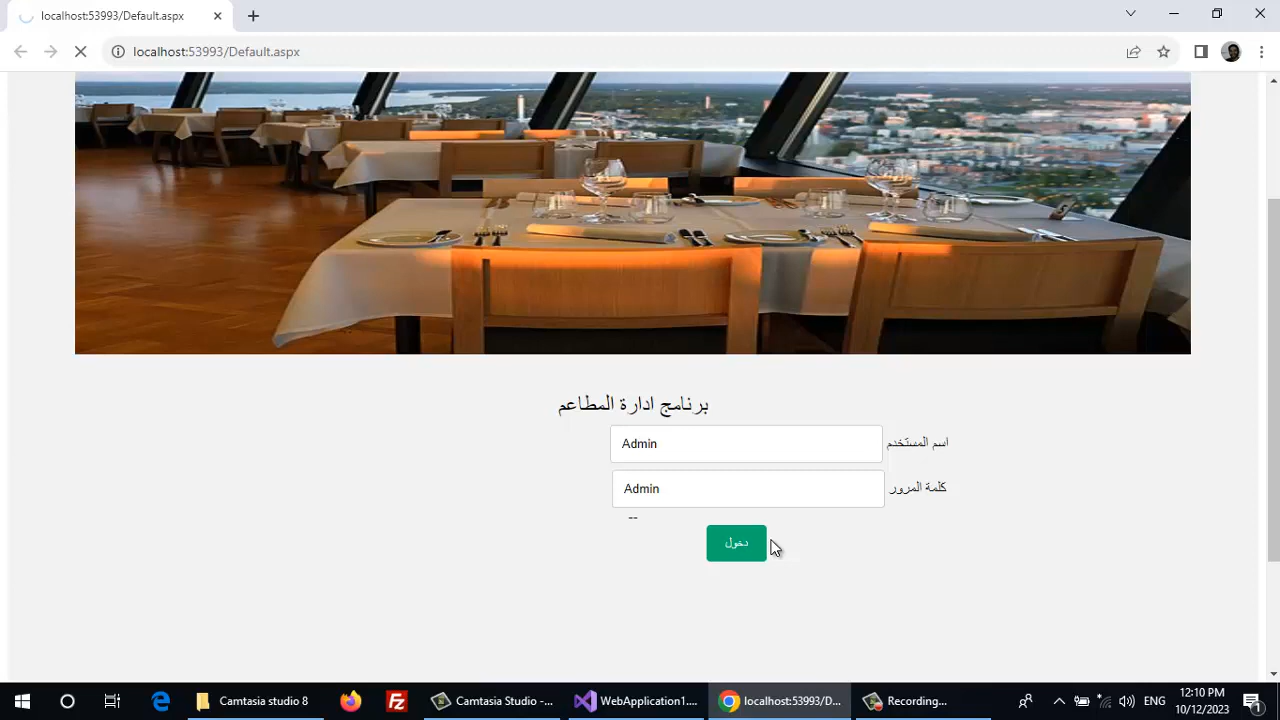 localhost:53993/Default.aspx
localhost:53993/Default.aspx
برنامج ادارة المطاعم
اسم المستخدم Admin
كلمة المرور Admin
--
دخول
Camtasia studio 8
Camtasia Studio -...
WebApplication1....
localhost:53993/D...
Recording...
ENG
12:10 PM
10/12/2023
1